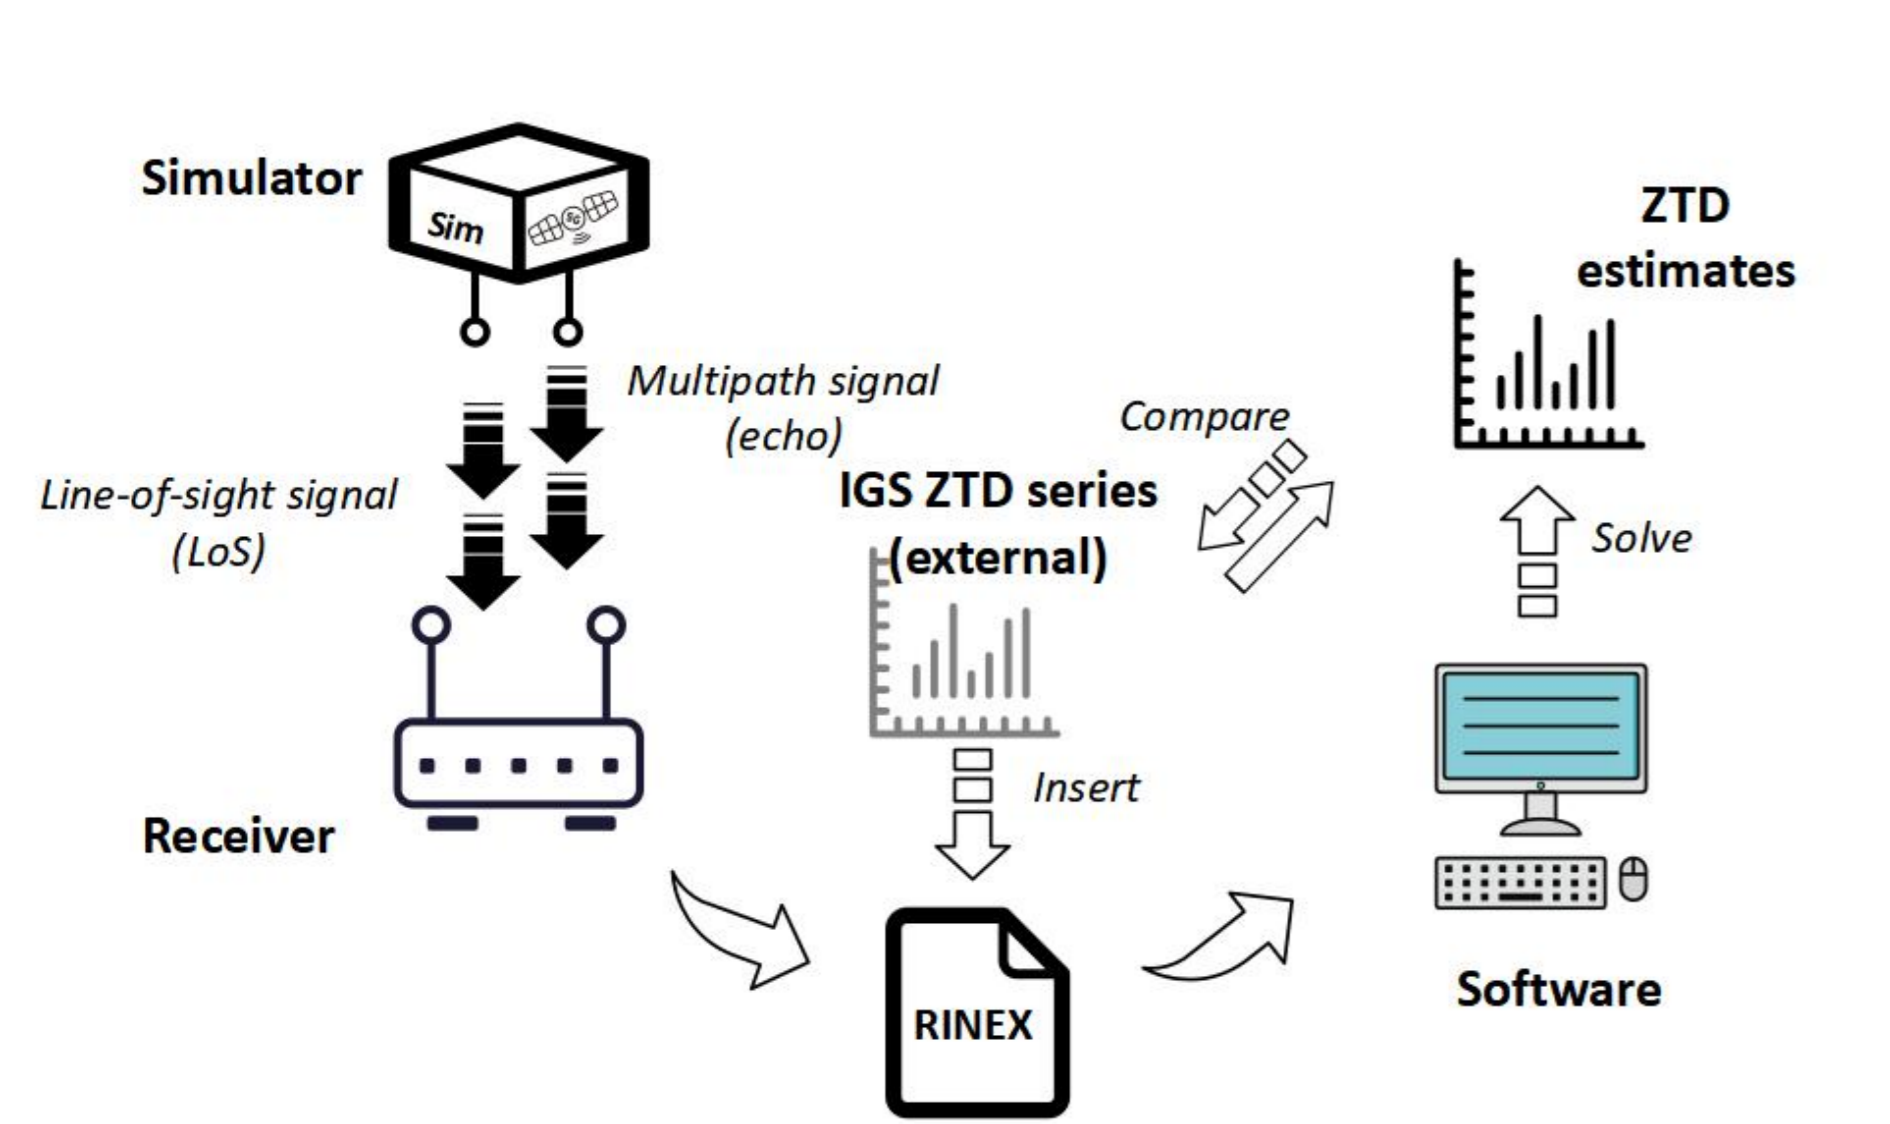 Simulator
Sim
SG
Multipath signal
(echo)
Line-of-sight signal
(LoS)
Receiver
IGS ZTD series
(external)
Insert
RINEX
Compare
ZTD
estimates
Solve
Software